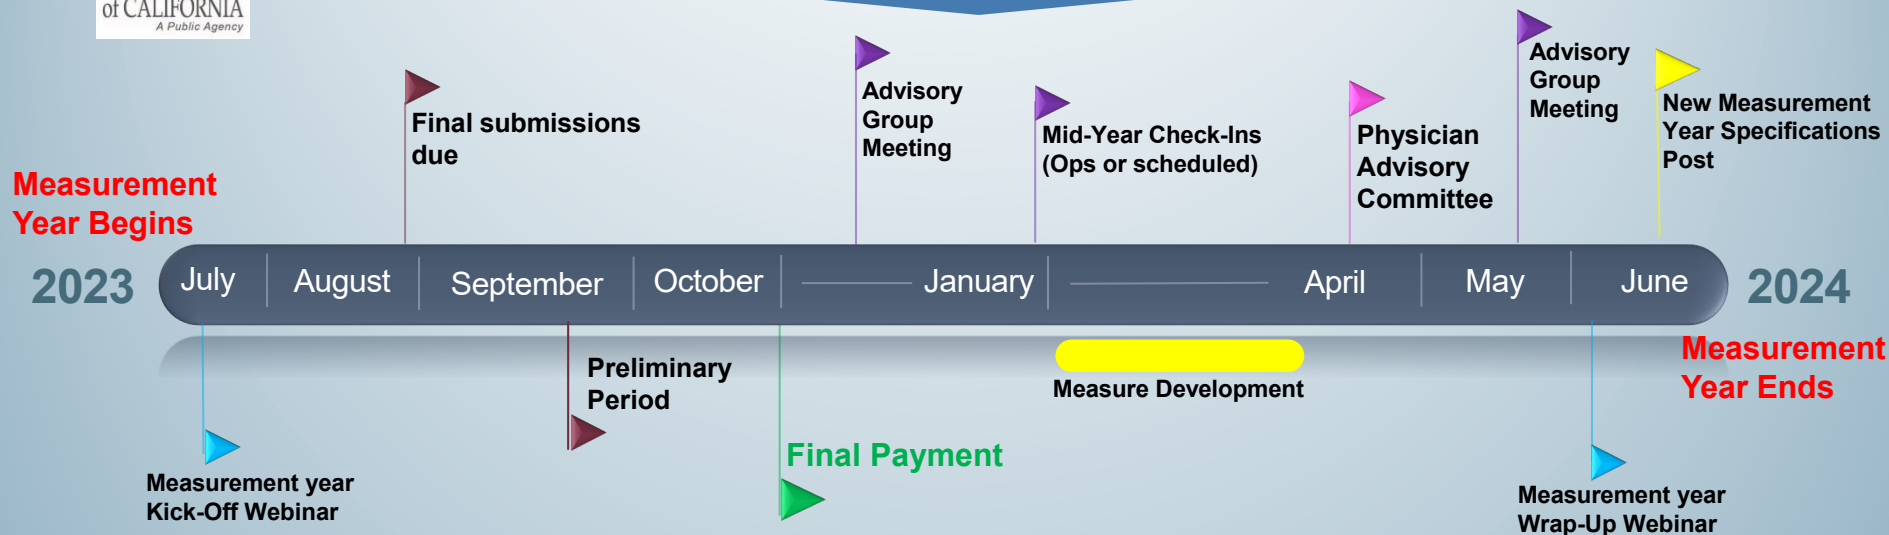 of CALIFORNIA
A Public Agency
Final submissions
due
Advisory
Group
Meeting
Mid-Year Check-Ins
(Ops or scheduled)
Physician
Advisory
Committee
Advisory
Group
Meeting
New Measurement
Year Specifications
Post
Measurement
Year Begins
2023
July
August
September
October
January
April
May
June
2024
Measurement
Year Ends
Preliminary
Period
Measure Development
Final Payment
Measurement year
Kick-Off Webinar
Measurement year
Wrap-Up Webinar